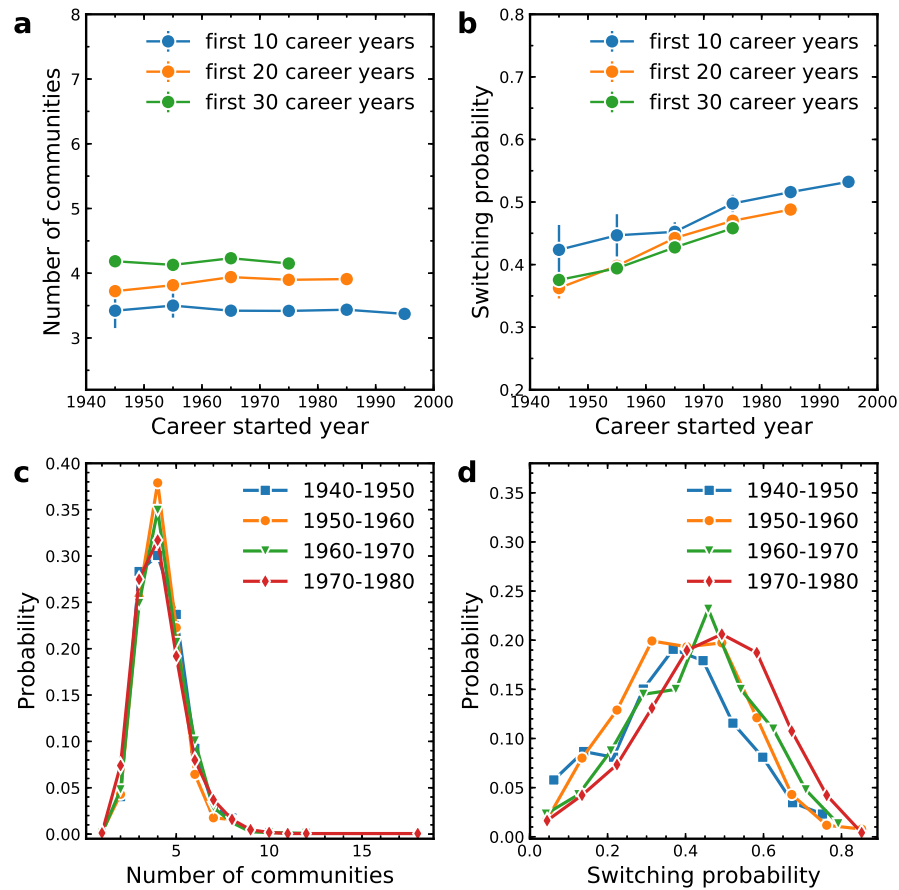 a
8
7
6
5
4
3
Number of communities
first 10 career years
first 20 career years
first 30 career years
1940 1950 1960 1970 1980 1990 2000
Career started year
b
0.8
0.7
0.6
0.5
0.4
0.3
0.2
Switching probability
first 10 career years
first 20 career years
first 30 career years
1940 1950 1960 1970 1980 1990 2000
Career started year
c
0.40
0.35
0.30
0.25
0.20
0.15
0.10
0.05
0.00
Probability
1940-1950
1950-1960
1960-1970
1970-1980
5 10 15
Number of communities
d
0.35
0.30
0.25
0.20
0.15
0.10
0.05
0.00
Probability
1940-1950
1950-1960
1960-1970
1970-1980
0.0 0.2 0.4 0.6 0.8
Switching probability